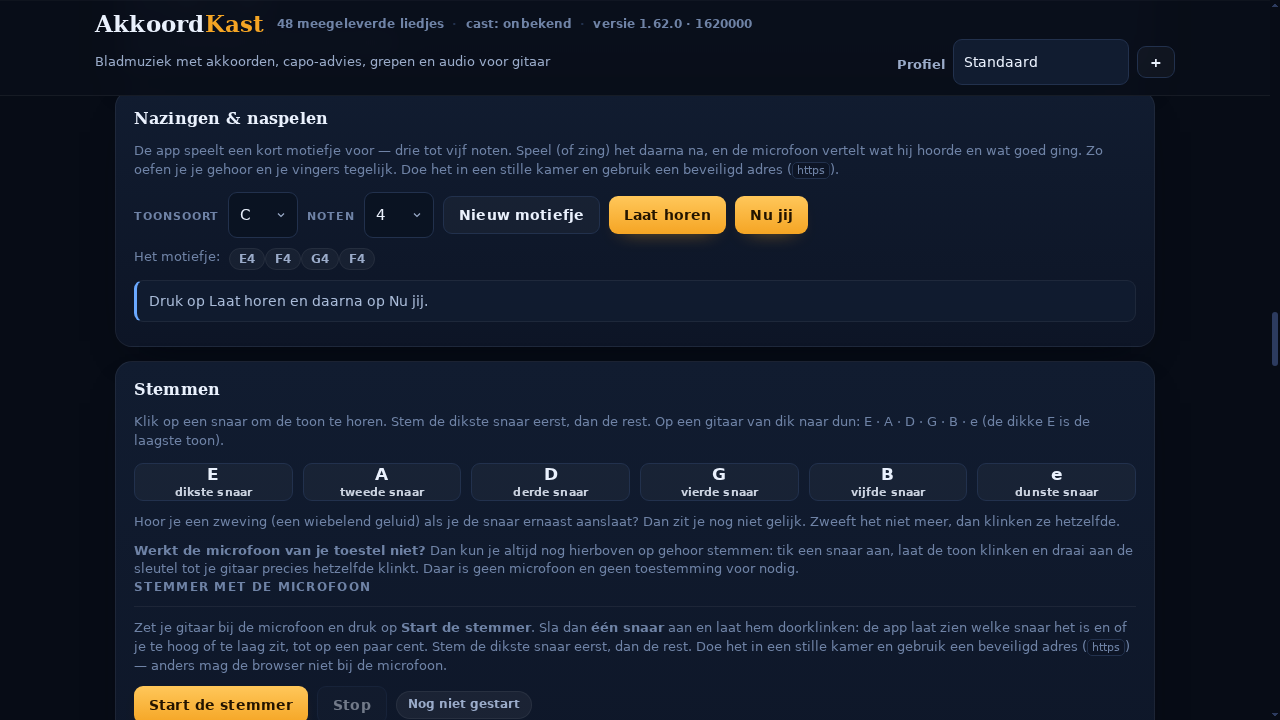 AkkoordKast 48 meegeleverde liedjes · cast: onbekend · versie 1.62.0 · 1620000
Bladmuziek met akkoorden, capo-advies, grepen en audio voor gitaar
Profiel Standaard +
Nazingen & naspelen
De app speelt een kort motiefje voor — drie tot vijf noten. Speel (of zing) het daarna na, en de microfoon vertelt wat hij hoorde en wat goed ging. Zo
oefen je je gehoor en je vingers tegelijk. Doe het in een stille kamer en gebruik een beveiligd adres (https).
TOONSOORT C NOTEN 4 Nieuw motiefje Laat horen Nu jij
Het motiefje: E4 F4 G4 F4
Druk op Laat horen en daarna op Nu jij.
Stemmen
Klik op een snaar om de toon te horen. Stem de dikste snaar eerst, dan de rest. Op een gitaar van dik naar dun: E · A · D · G · B · e (de dikke E is de
laagste toon).
E A D G B e
dikste snaar tweede snaar derde snaar vierde snaar vijfde snaar dunste snaar
Hoor je een zweving (een wiebelend geluid) als je de snaar ernaast aanslaat? Dan zit je nog niet gelijk. Zweeft het niet meer, dan klinken ze hetzelfde.
Werkt de microfoon van je toestel niet? Dan kun je altijd nog hierboven op gehoor stemmen: tik een snaar aan, laat de toon klinken en draai aan de
sleutel tot je gitaar precies hetzelfde klinkt. Daar is geen microfoon en geen toestemming voor nodig.
STEMMER MET DE MICROFOON
Zet je gitaar bij de microfoon en druk op Start de stemmer. Sla dan één snaar aan en laat hem doorklinken: de app laat zien welke snaar het is en of
je te hoog of te laag zit, tot op een paar cent. Stem de dikste snaar eerst, dan de rest. Doe het in een stille kamer en gebruik een beveiligd adres (https)
— anders mag de browser niet bij de microfoon.
Start de stemmer Stop Nog niet gestart